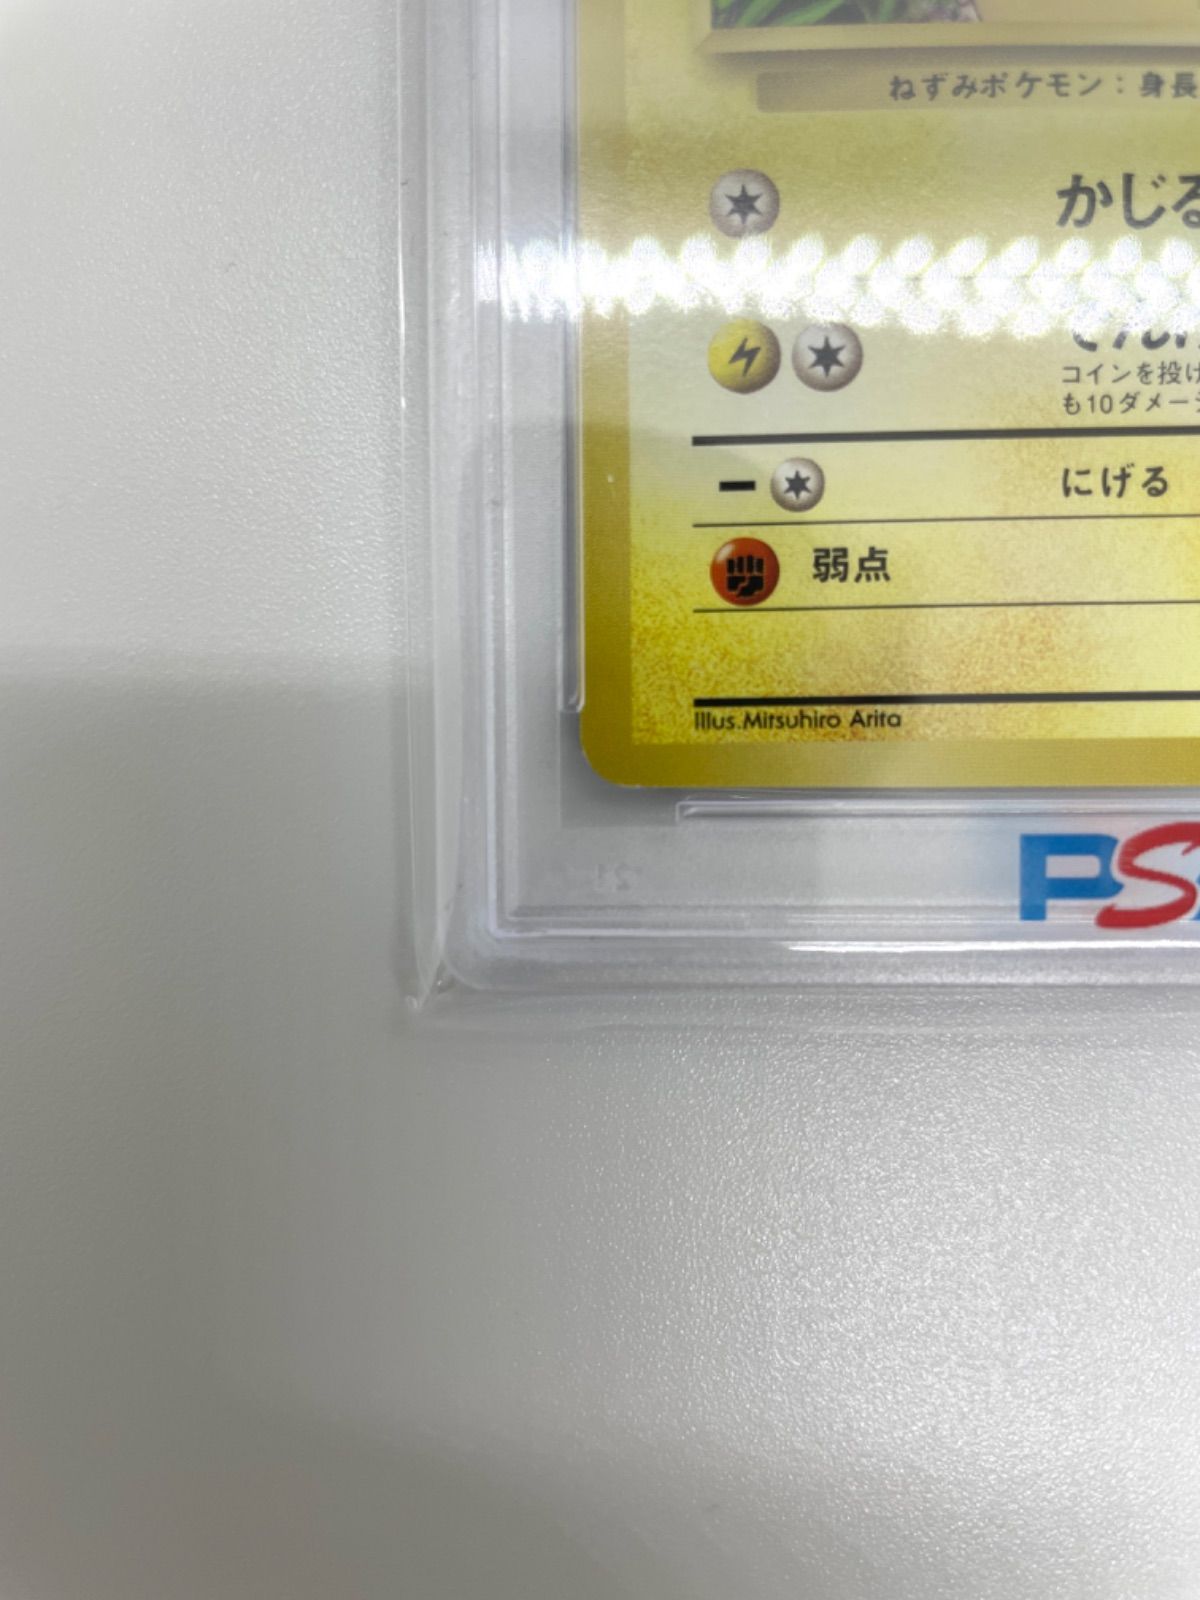 ねずみポケモン：身長
かじる
コインを投げ
も10ダメージ
にげる
弱点
Illus.Mitsuhiro Arita
PS